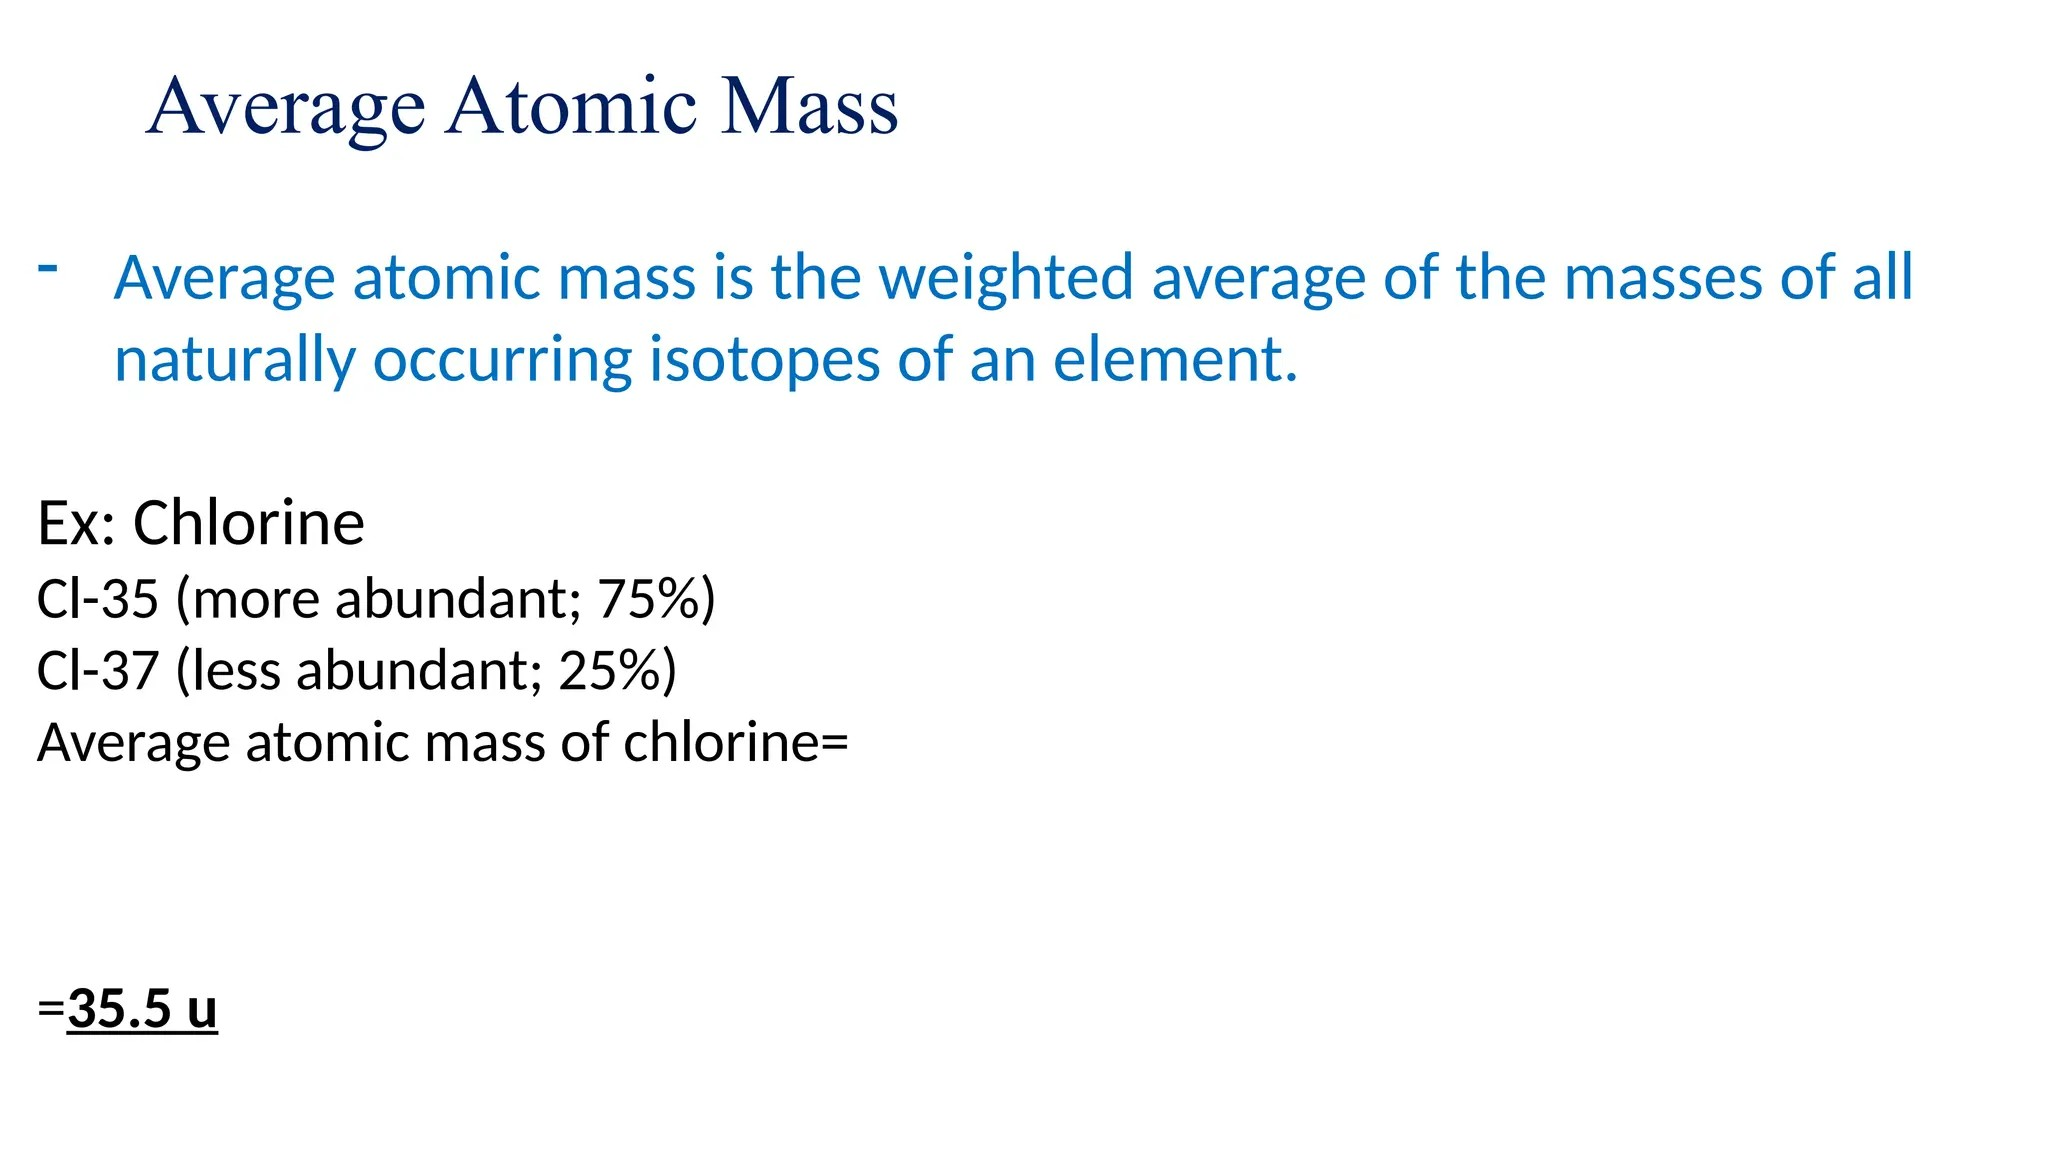 Average Atomic Mass
- Average atomic mass is the weighted average of the masses of all
naturally occurring isotopes of an element.
Ex: Chlorine
Cl-35 (more abundant; 75%)
Cl-37 (less abundant; 25%)
Average atomic mass of chlorine=
=35.5 u